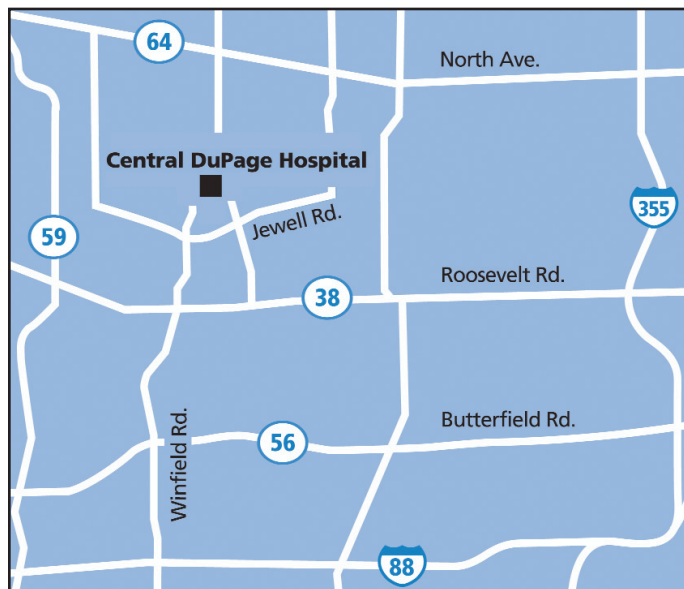 64
North Ave.
Central DuPage Hospital
355
59
Jewell Rd.
Roosevelt Rd.
38
Winfield Rd.
Butterfield Rd.
56
88